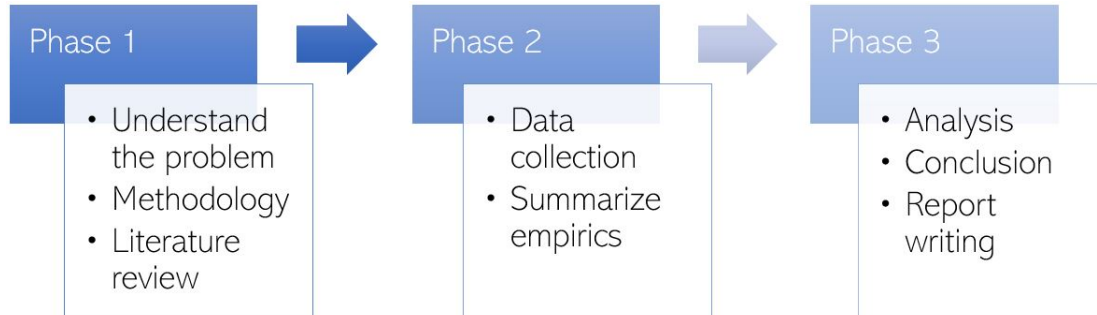 Phase 1
• Understand
the problem
• Methodology
• Literature
review
Phase 2
• Data
collection
• Summarize
empirics
Phase 3
• Analysis
• Conclusion
• Report
writing